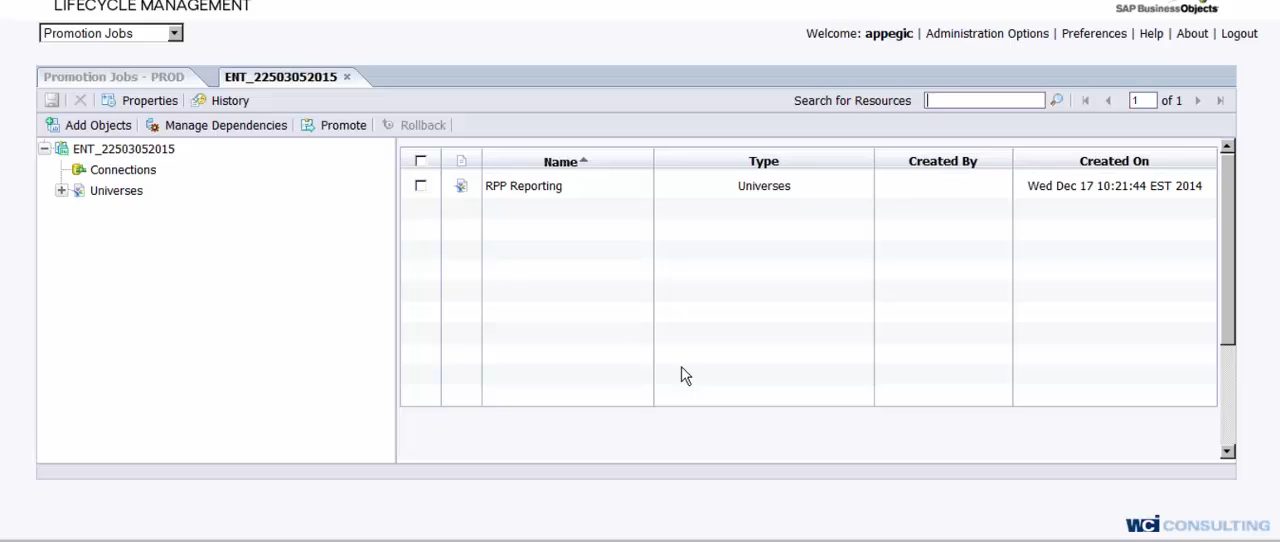 LIFECYCLE MANAGEMENT
SAP BusinessObjects
Promotion Jobs
Welcome: appegic | Administration Options | Preferences | Help | About | Logout
Promotion Jobs - PROD
ENT_22503052015
Properties | History
Search for Resources
1 of 1
Add Objects | Manage Dependencies | Promote | Rollback |
ENT_22503052015
Connections
Universes
Name Type Created By Created On
RPP Reporting Universes Wed Dec 17 10:21:44 EST 2014
WCI CONSULTING